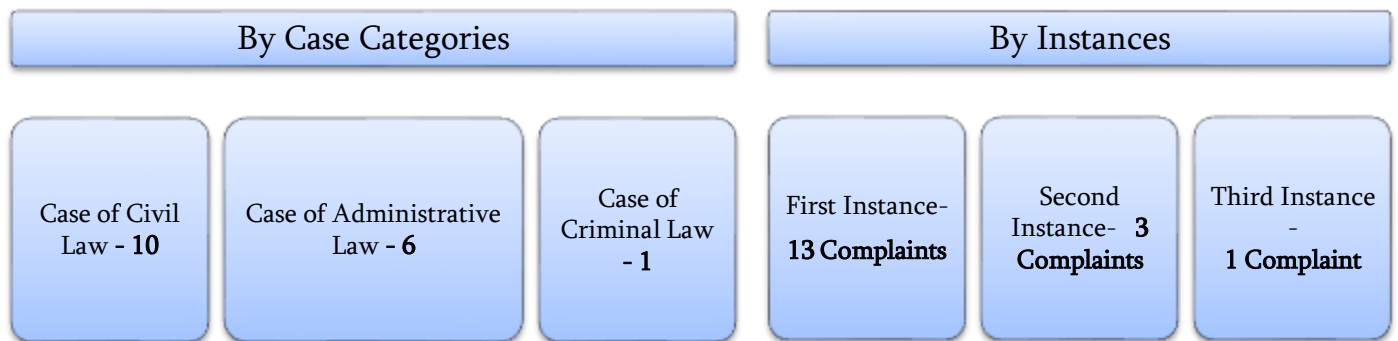 By Case Categories
By Instances
Case of Civil
Law - 10
Case of Administrative
Law - 6
Case of
Criminal Law
- 1
First Instance-
13 Complaints
Second
Instance- 3
Complaints
Third Instance
-
1 Complaint